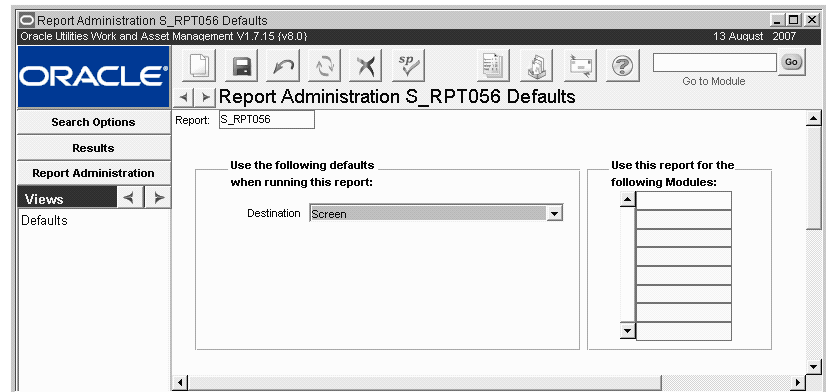 Report Administration S_RPT056 Defaults
Oracle Utilities Work and Asset Management V1.7.15 {v8.0}
13 August 2007
ORACLE
sp
?
Go
Go to Module
Report Administration S_RPT056 Defaults
Search Options
Results
Report Administration
Views
Defaults
Report: S_RPT056
Use the following defaults
when running this report:
Destination Screen
Use this report for the
following Modules: